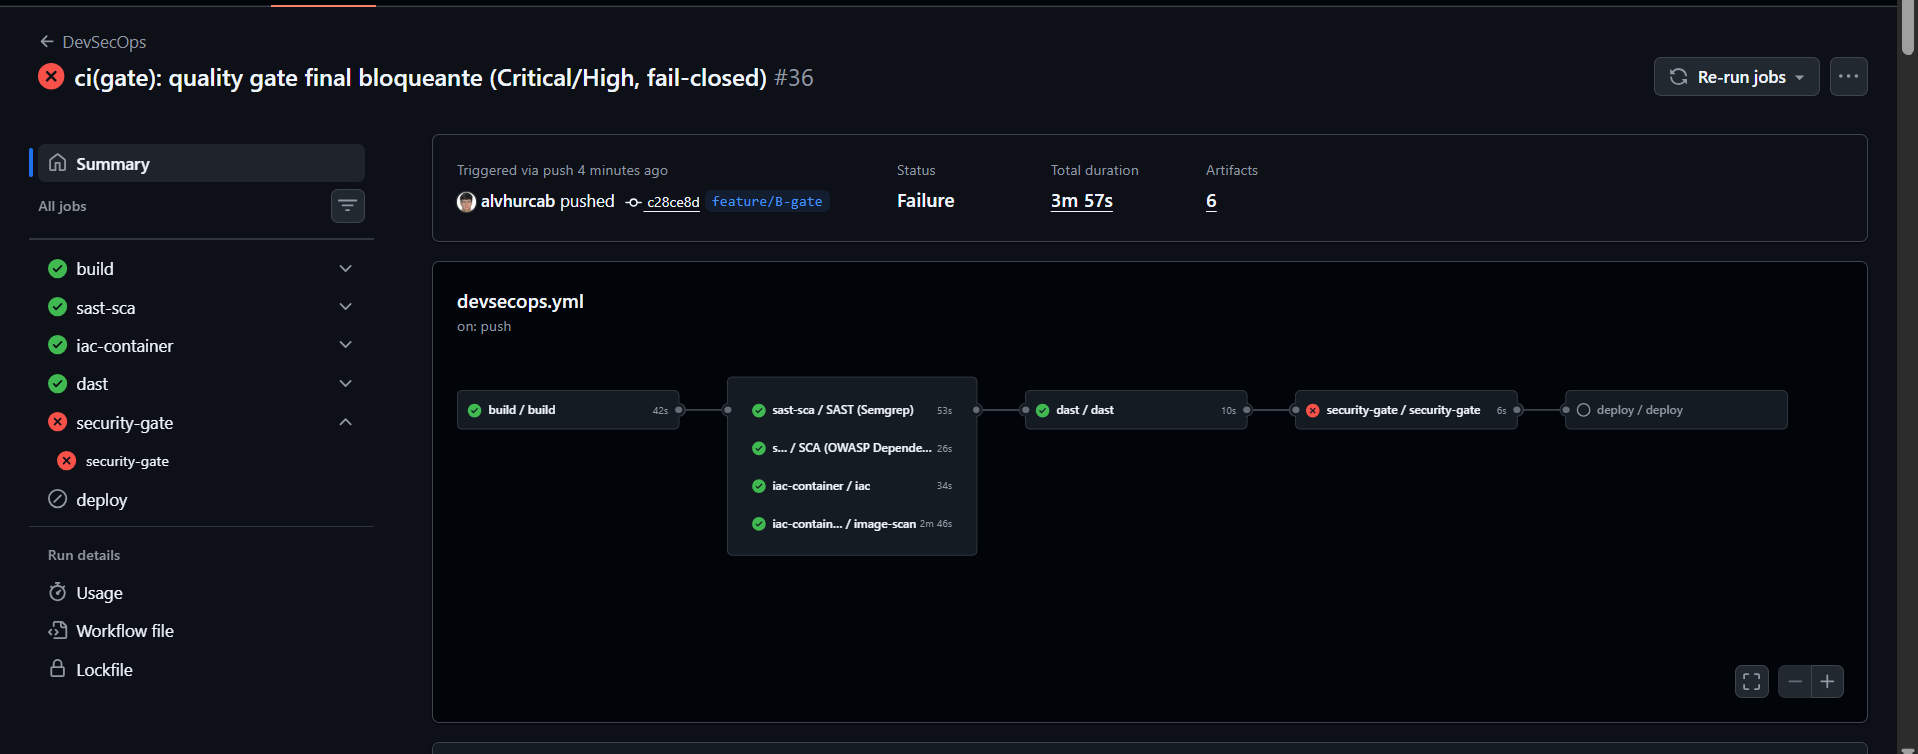 DevSecOps
ci(gate): quality gate final bloqueante (Critical/High, fail-closed) #36
Re-run jobs
Summary
All jobs
build
sast-sca
iac-container
dast
security-gate
security-gate
deploy
Run details
Usage
Workflow file
Lockfile
Triggered via push 4 minutes ago
alvhurcab pushed c28ce8d feature/B-gate
Status
Failure
Total duration
3m 57s
Artifacts
6
devsecops.yml
on: push
build / build 42s
sast-sca / SAST (Semgrep) 53s
s... / SCA (OWASP Depende... 26s
iac-container / iac 34s
iac-contain... / image-scan 2m 46s
dast / dast 10s
security-gate / security-gate 6s
deploy / deploy